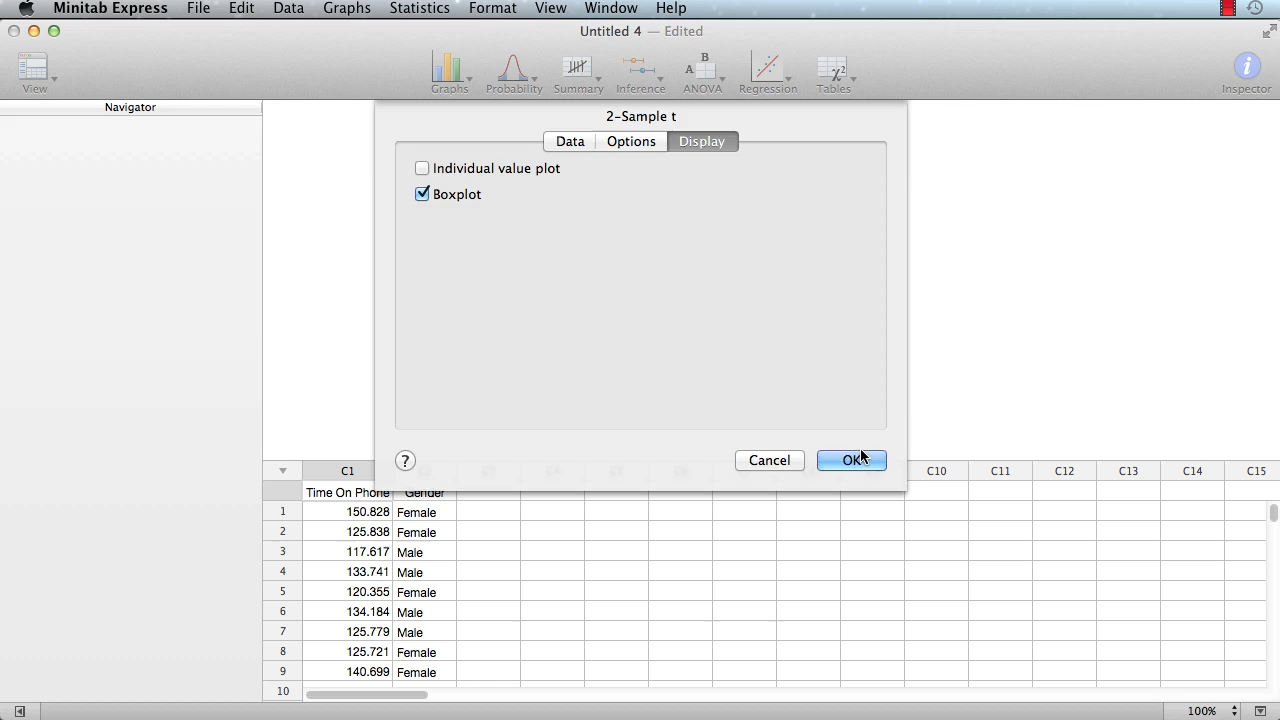 Minitab Express File Edit Data Graphs Statistics Format View Window Help
Untitled 4 — Edited
View Graphs Probability Summary Inference ANOVA Regression Tables Inspector
Navigator
2-Sample t
Data Options Display
Individual value plot
Boxplot
? Cancel OK
C1 C10 C11 C12 C13 C14 C15
Time On Phone Gender
1 150.828 Female
2 125.838 Female
3 117.617 Male
4 133.741 Male
5 120.355 Female
6 134.184 Male
7 125.779 Male
8 125.721 Female
9 140.699 Female
10
100%